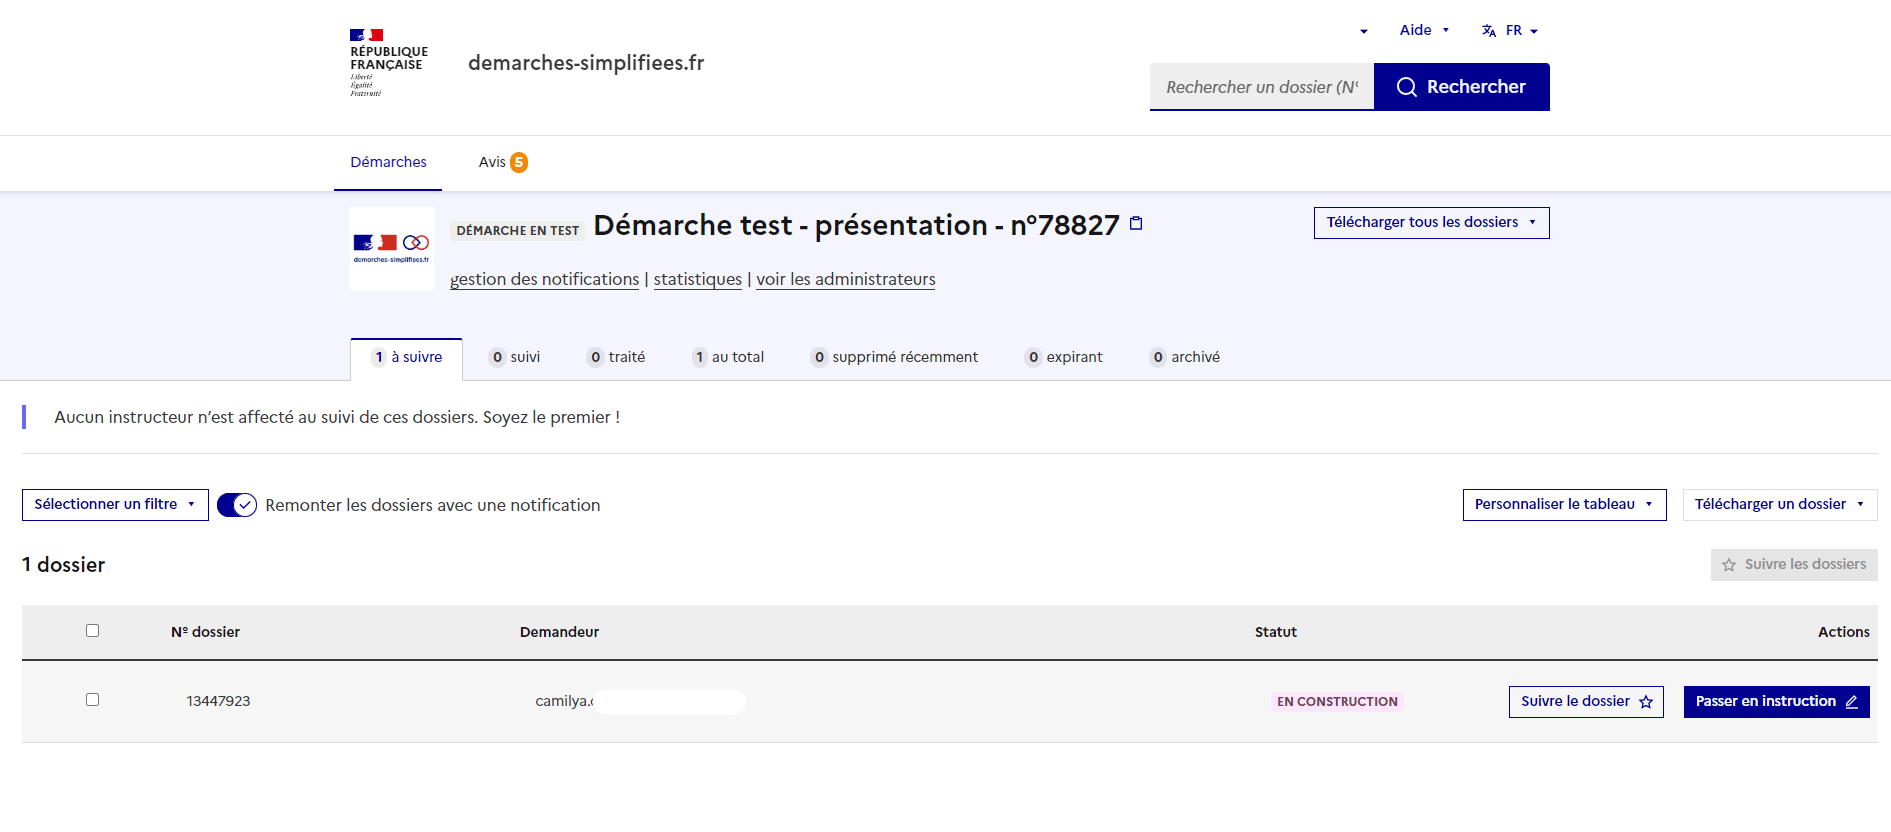 Aide
FR
RÉPUBLIQUE
FRANÇAISE
Liberté
Égalité
Fraternité
demarches-simplifiees.fr
Rechercher un dossier (N°
Rechercher
Démarches
Avis 5
demarches-simplifiees.fr
DÉMARCHE EN TEST
Démarche test - présentation - n°78827
Télécharger tous les dossiers
gestion des notifications | statistiques | voir les administrateurs
1 à suivre
0 suivi
0 traité
1 au total
0 supprimé récemment
0 expirant
0 archivé
Aucun instructeur n’est affecté au suivi de ces dossiers. Soyez le premier !
Sélectionner un filtre
Remonter les dossiers avec une notification
Personnaliser le tableau
Télécharger un dossier
1 dossier
Suivre les dossiers
Nº dossier
Demandeur
Statut
Actions
13447923
camilya.
EN CONSTRUCTION
Suivre le dossier
Passer en instruction